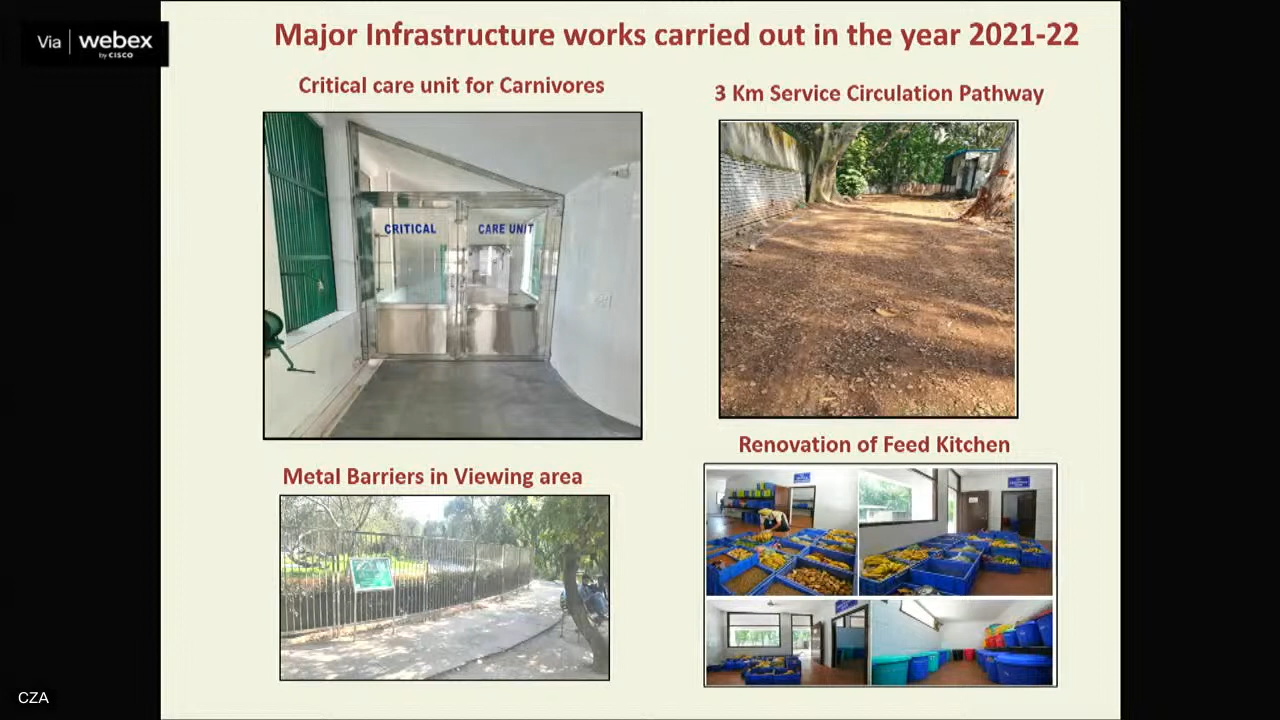 Via webex
by CISCO
Major Infrastructure works carried out in the year 2021-22
Critical care unit for Carnivores
3 Km Service Circulation Pathway
CRITICAL CARE UNIT
Renovation of Feed Kitchen
Metal Barriers in Viewing area
CZA